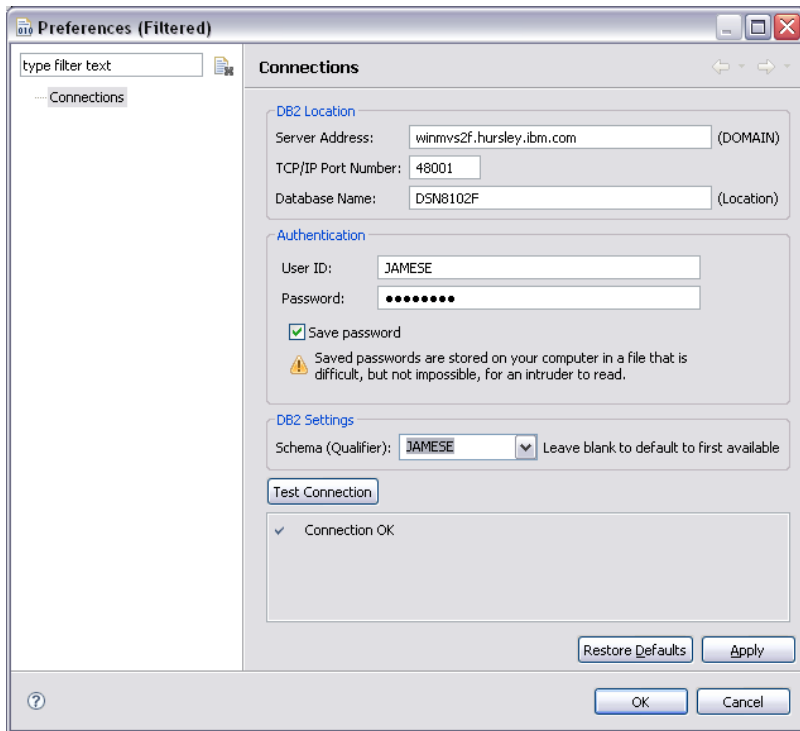 Preferences (Filtered)
type filter text
Connections
Connections
DB2 Location
Server Address: winmvs2f.hursley.ibm.com (DOMAIN)
TCP/IP Port Number: 48001
Database Name: DSN8102F (Location)
Authentication
User ID: JAMESE
Password: ●●●●●●●●
Save password
Saved passwords are stored on your computer in a file that is
difficult, but not impossible, for an intruder to read.
DB2 Settings
Schema (Qualifier): JAMESE Leave blank to default to first available
Test Connection
Connection OK
Restore Defaults Apply
OK Cancel